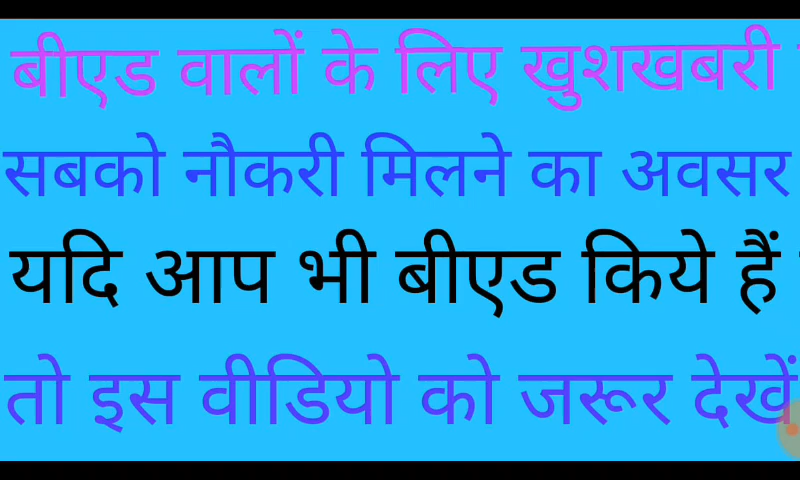 बीएड वालों के लिए खुशखबरी
सबको नौकरी मिलने का अवसर
यदि आप भी बीएड किये हैं
तो इस वीडियो को जरूर देखें